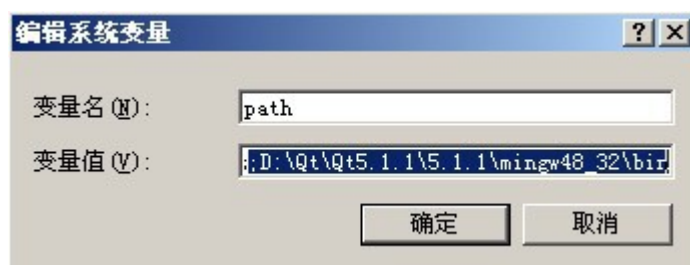 编辑系统变量
变量名(N):
path
变量值(V):
;D:\Qt\Qt5.1.1\5.1.1\mingw48_32\bin
确定
取消